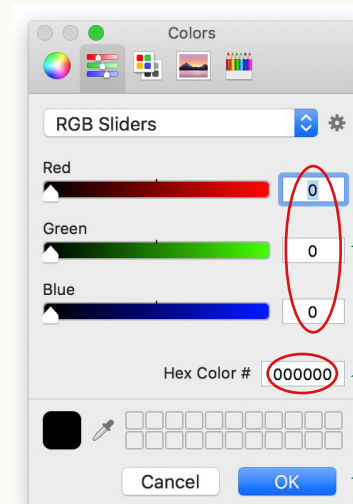 Colors
RGB Sliders
Red
0
Green
0
Blue
0
Hex Color # 000000
Cancel OK